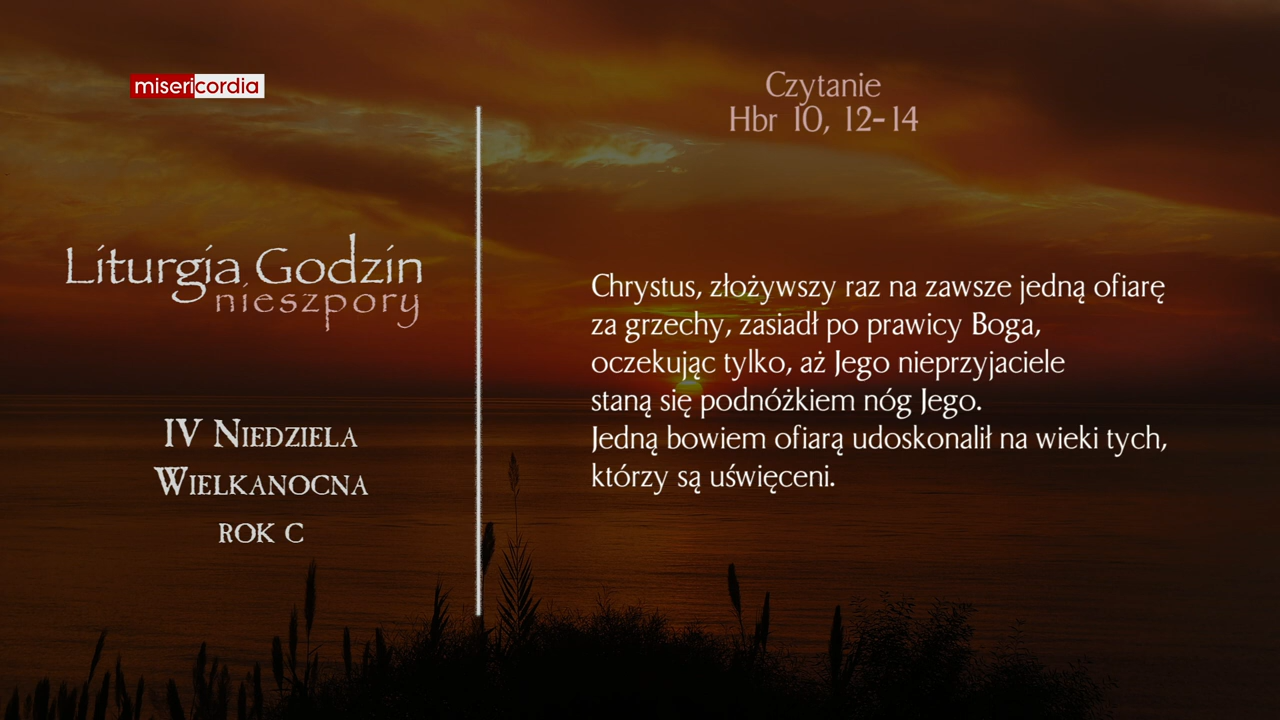 misericordia
Liturgia Godzin
nieszpory
IV Niedziela
Wielkanocna
rok C
Czytanie
Hbr 10, 12-14
Chrystus, złożywszy raz na zawsze jedną ofiarę
za grzechy, zasiadł po prawicy Boga,
oczekując tylko, aż Jego nieprzyjaciele
staną się podnóżkiem nóg Jego.
Jedną bowiem ofiarą udoskonalił na wieki tych,
którzy są uświęceni.